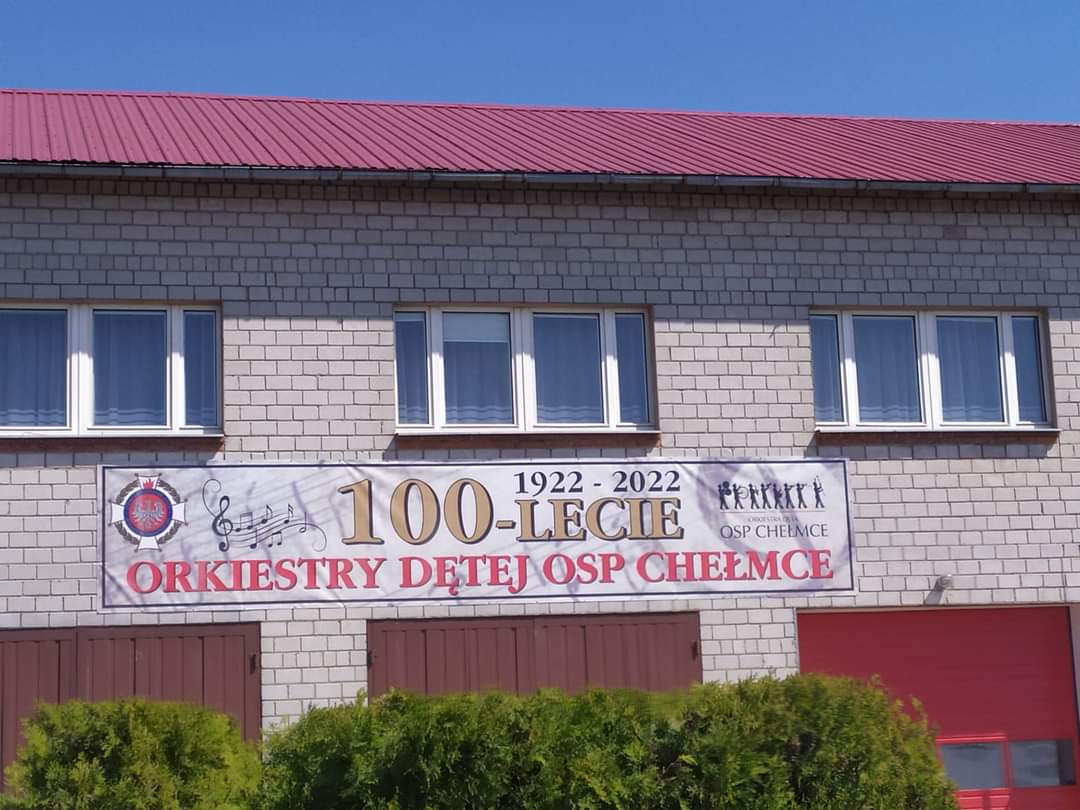 1922 - 2022
100-LECIE
ORKIESTRA DĘTA
OSP CHEŁMCE
ORKIESTRY DĘTEJ OSP CHEŁMCE